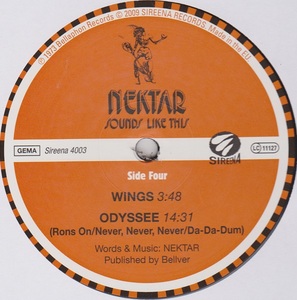 ℗1973 Bellaphon Records © 2009 SIREENA RECORDS. Made in the EU
NEKTAR
SOUNDS LIKE THIS
GEMA
Sireena 4003
SIREENA
LC 11127
Side Four
WINGS 3:48
ODYSSEE 14:31
(Rons On/Never, Never, Never/Da-Da-Dum)
Words & Music: NEKTAR
Published by Bellver